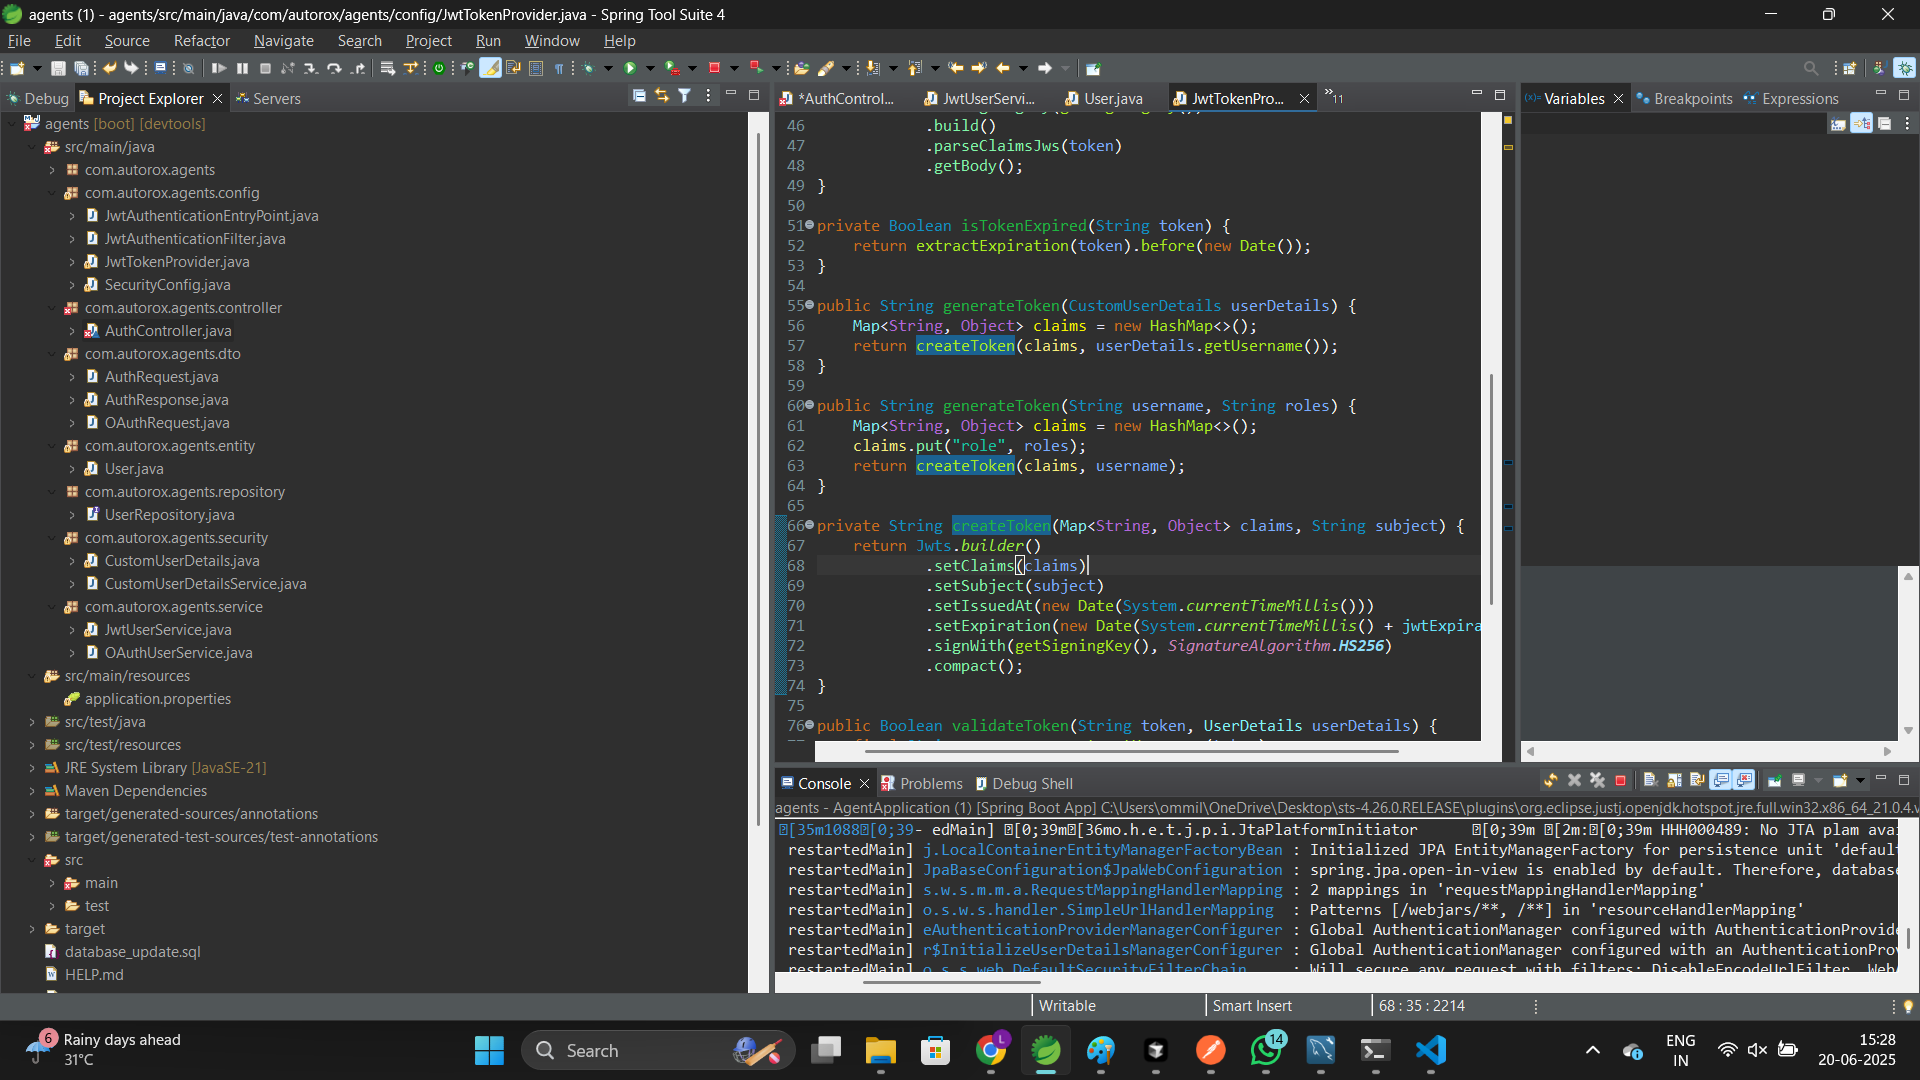 agents (1) - agents/src/main/java/com/autorox/agents/config/JwtTokenProvider.java - Spring Tool Suite 4
File Edit Source Refactor Navigate Search Project Run Window Help
Debug Project Explorer Servers
agents [boot] [devtools]
src/main/java
com.autorox.agents
com.autorox.agents.config
JwtAuthenticationEntryPoint.java
JwtAuthenticationFilter.java
JwtTokenProvider.java
SecurityConfig.java
com.autorox.agents.controller
AuthController.java
com.autorox.agents.dto
AuthRequest.java
AuthResponse.java
OAuthRequest.java
com.autorox.agents.entity
User.java
com.autorox.agents.repository
UserRepository.java
com.autorox.agents.security
CustomUserDetails.java
CustomUserDetailsService.java
com.autorox.agents.service
JwtUserService.java
OAuthUserService.java
src/main/resources
application.properties
src/test/java
src/test/resources
JRE System Library [JavaSE-21]
Maven Dependencies
target/generated-sources/annotations
target/generated-test-sources/test-annotations
src
main
test
target
database_update.sql
HELP.md
*AuthControl... JwtUserServi... User.java JwtTokenPro... »11
46 .build()
47 .parseClaimsJws(token)
48 .getBody();
49 }
50
51 private Boolean isTokenExpired(String token) {
52 return extractExpiration(token).before(new Date());
53 }
54
55 public String generateToken(CustomUserDetails userDetails) {
56 Map<String, Object> claims = new HashMap<>();
57 return createToken(claims, userDetails.getUsername());
58 }
59
60 public String generateToken(String username, String roles) {
61 Map<String, Object> claims = new HashMap<>();
62 claims.put("role", roles);
63 return createToken(claims, username);
64 }
65
66 private String createToken(Map<String, Object> claims, String subject) {
67 return Jwts.builder()
68 .setClaims(claims)
69 .setSubject(subject)
70 .setIssuedAt(new Date(System.currentTimeMillis()))
71 .setExpiration(new Date(System.currentTimeMillis() + jwtExpira
72 .signWith(getSigningKey(), SignatureAlgorithm.HS256)
73 .compact();
74 }
75
76 public Boolean validateToken(String token, UserDetails userDetails) {
Variables Breakpoints Expressions
Console Problems Debug Shell
agents - AgentApplication (1) [Spring Boot App] C:\Users\ommil\OneDrive\Desktop\sts-4.26.0.RELEASE\plugins\org.eclipse.justj.openjdk.hotspot.jre.full.win32.x86_64_21.0.4.v
[35m1088[0;39- edMain] [0;39m[36mo.h.e.t.j.p.i.JtaPlatformInitiator [0;39m [2m:[0;39m HHH000489: No JTA plam avai
restartedMain] j.LocalContainerEntityManagerFactoryBean : Initialized JPA EntityManagerFactory for persistence unit 'default
restartedMain] JpaBaseConfiguration$JpaWebConfiguration : spring.jpa.open-in-view is enabled by default. Therefore, database
restartedMain] s.w.s.m.m.a.RequestMappingHandlerMapping : 2 mappings in 'requestMappingHandlerMapping'
restartedMain] o.s.w.s.handler.SimpleUrlHandlerMapping : Patterns [/webjars/**, /**] in 'resourceHandlerMapping'
restartedMain] eAuthenticationProviderManagerConfigurer : Global AuthenticationManager configured with AuthenticationProvide
restartedMain] r$InitializeUserDetailsManagerConfigurer : Global AuthenticationManager configured with an AuthenticationProv
restartedMain] o.s.s.web.DefaultSecurityFilterChain : Will secure any request with filters: DisableEncodeUrlFilter, Web
Writable Smart Insert 68 : 35 : 2214
6 Rainy days ahead
31°C
Search
L
14
ENG
IN
15:28
20-06-2025